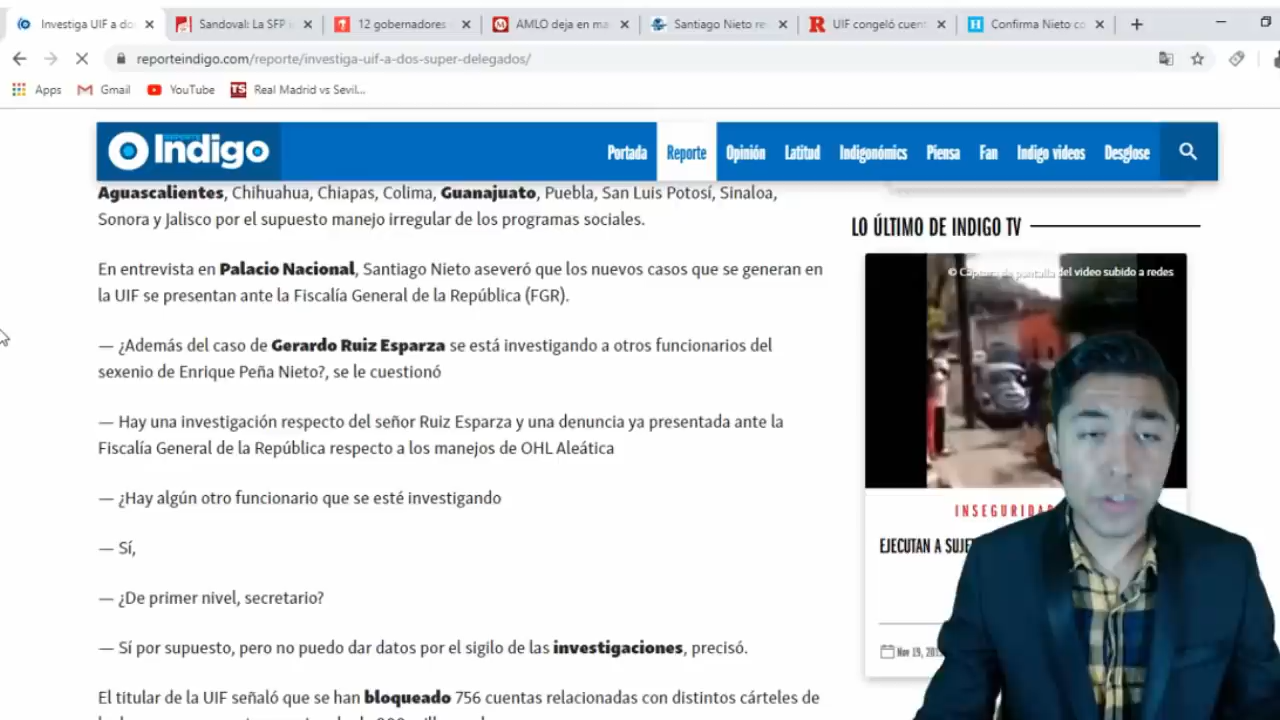 Investiga UIF a do
Sandoval: La SFP i
12 gobernadores
AMLO deja en ma
Santiago Nieto re
UIF congeló cuen
Confirma Nieto co
reporteindigo.com/reporte/investiga-uif-a-dos-super-delegados/
Apps
Gmail
YouTube
TS
Real Madrid vs Sevil...
REPORTE
Indigo
Portada
Reporte
Opinión
Latitud
Indigonómics
Piensa
Fan
Indigo videos
Desglose
Aguascalientes, Chihuahua, Chiapas, Colima, Guanajuato, Puebla, San Luis Potosí, Sinaloa,
Sonora y Jalisco por el supuesto manejo irregular de los programas sociales.
En entrevista en Palacio Nacional, Santiago Nieto aseveró que los nuevos casos que se generan en
la UIF se presentan ante la Fiscalía General de la República (FGR).
— ¿Además del caso de Gerardo Ruiz Esparza se está investigando a otros funcionarios del
sexenio de Enrique Peña Nieto?, se le cuestionó
— Hay una investigación respecto del señor Ruiz Esparza y una denuncia ya presentada ante la
Fiscalía General de la República respecto a los manejos de OHL Aleática
— ¿Hay algún otro funcionario que se esté investigando
— Sí,
— ¿De primer nivel, secretario?
— Sí por supuesto, pero no puedo dar datos por el sigilo de las investigaciones, precisó.
El titular de la UIF señaló que se han bloqueado 756 cuentas relacionadas con distintos cárteles de
LO ÚLTIMO DE INDIGO TV
© Captura de pantalla del video subido a redes
INSEGURIDAD
EJECUTAN A SUJE
Nov 19, 201